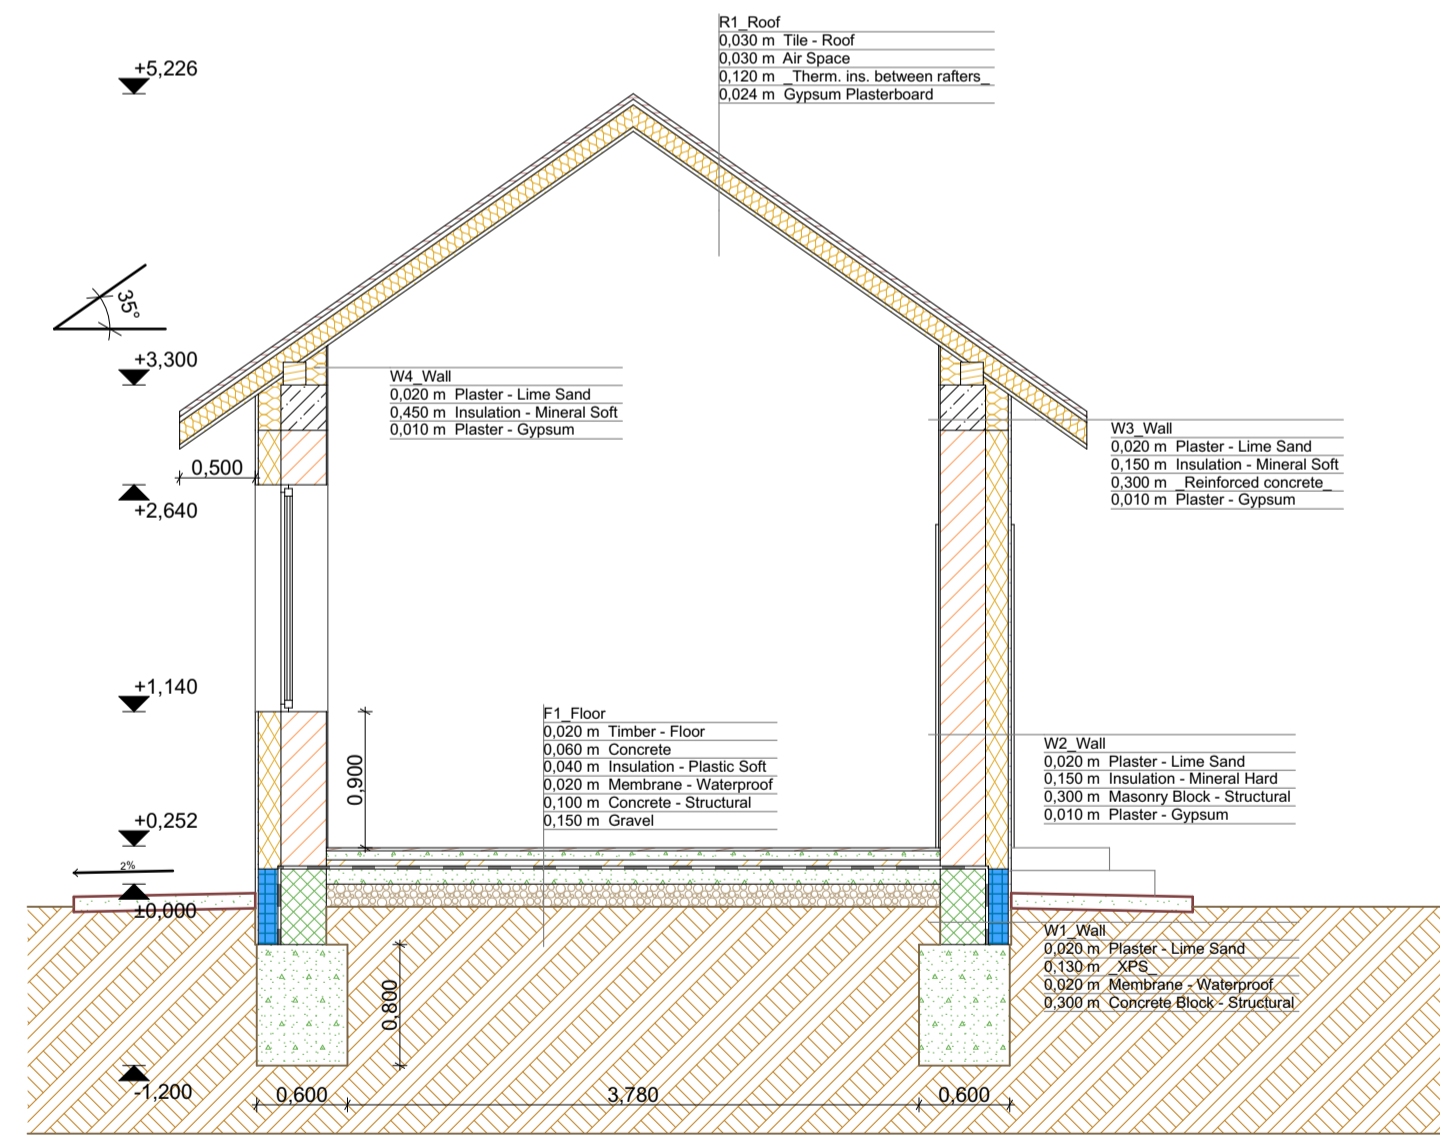 R1_Roof
0,030 m Tile - Roof
0,030 m Air Space
0,120 m _Therm. ins. between rafters_
0,024 m Gypsum Plasterboard
+5,226
35°
+3,300
W4_Wall
0,020 m Plaster - Lime Sand
0,450 m Insulation - Mineral Soft
0,010 m Plaster - Gypsum
W3_Wall
0,020 m Plaster - Lime Sand
0,150 m Insulation - Mineral Soft
0,300 m _Reinforced concrete_
0,010 m Plaster - Gypsum
0,500
+2,640
+1,140
F1_Floor
0,020 m Timber - Floor
0,060 m Concrete
0,040 m Insulation - Plastic Soft
0,020 m Membrane - Waterproof
0,100 m Concrete - Structural
0,150 m Gravel
W2_Wall
0,020 m Plaster - Lime Sand
0,150 m Insulation - Mineral Hard
0,300 m Masonry Block - Structural
0,010 m Plaster - Gypsum
0,900
+0,252
2%
±0,000
W1_Wall
0,020 m Plaster - Lime Sand
0,130 m _XPS_
0,020 m Membrane - Waterproof
0,300 m Concrete Block - Structural
0,800
-1,200
0,600
3,780
0,600